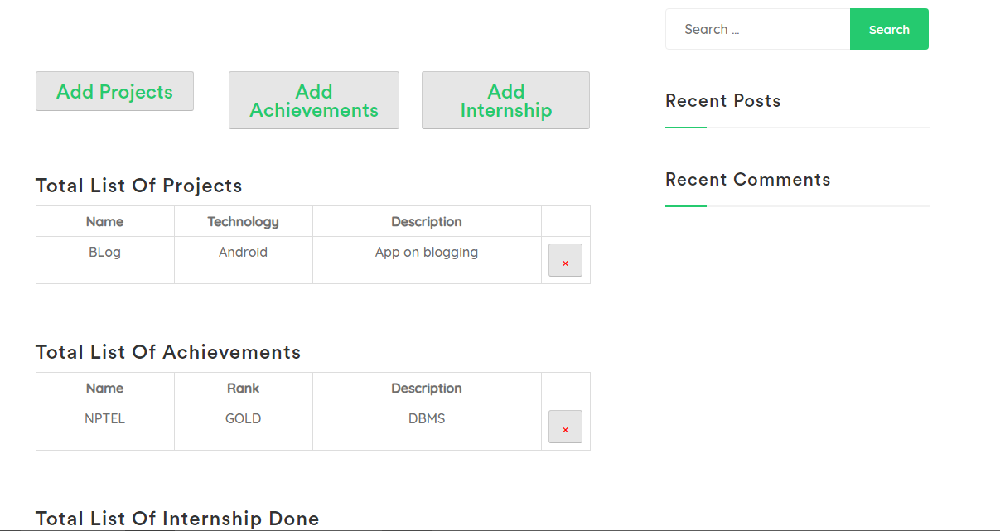 Search ...
Search
Add Projects
Add
Achievements
Add
Internship
Recent Posts
Recent Comments
Total List Of Projects
Name Technology Description
BLog Android App on blogging ×
Total List Of Achievements
Name Rank Description
NPTEL GOLD DBMS ×
Total List Of Internship Done